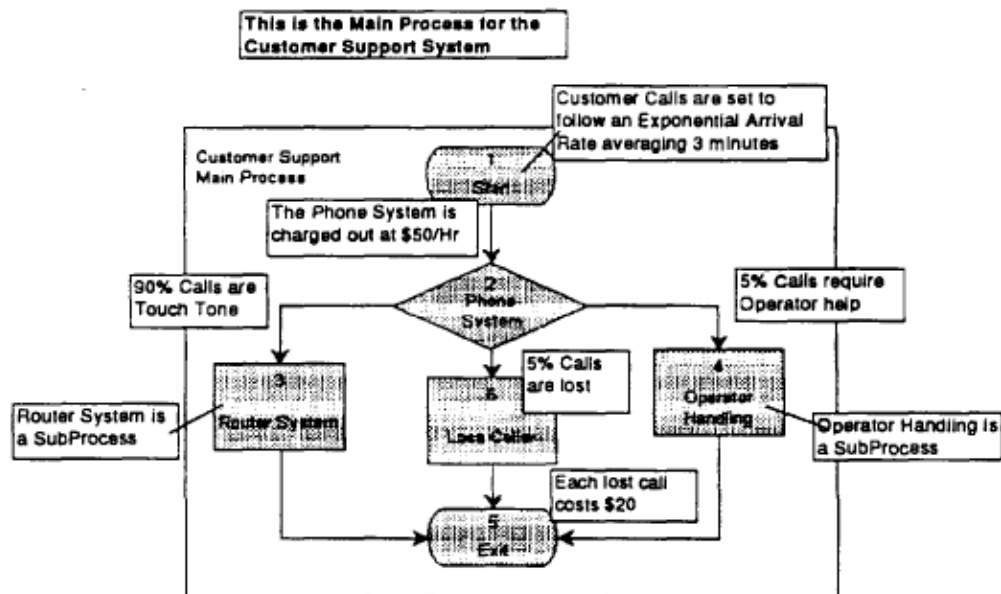 This is the Main Process for the
Customer Support System
Customer Calls are set to
follow an Exponential Arrival
Rate averaging 3 minutes
Customer Support
Main Process
1
Start
The Phone System is
charged out at $50/Hr
90% Calls are
Touch Tone
2
Phone
System
5% Calls require
Operator help
3
Router System
5% Calls
are lost
6
Loss Caller
4
Operator
Handling
Router System is
a SubProcess
Operator Handling is
a SubProcess
Each lost call
costs $20
5
Exit